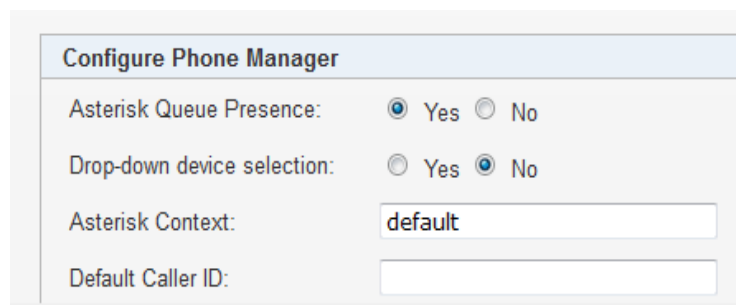 Configure Phone Manager
Asterisk Queue Presence: Yes No
Drop-down device selection: Yes No
Asterisk Context: default
Default Caller ID: